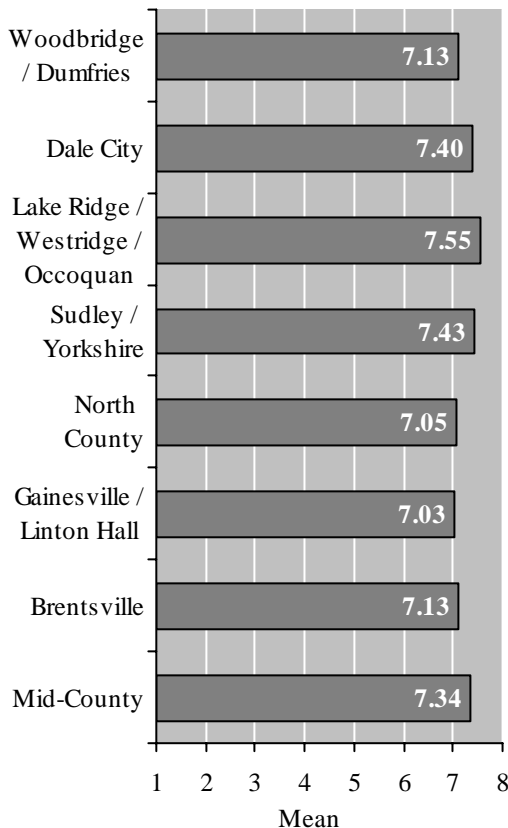 Woodbridge
/ Dumfries
7.13
Dale City
7.40
Lake Ridge /
Westridge /
Occoquan
7.55
Sudley /
Yorkshire
7.43
North
County
7.05
Gainesville /
Linton Hall
7.03
Brentsville
7.13
Mid-County
7.34
1 2 3 4 5 6 7 8
Mean